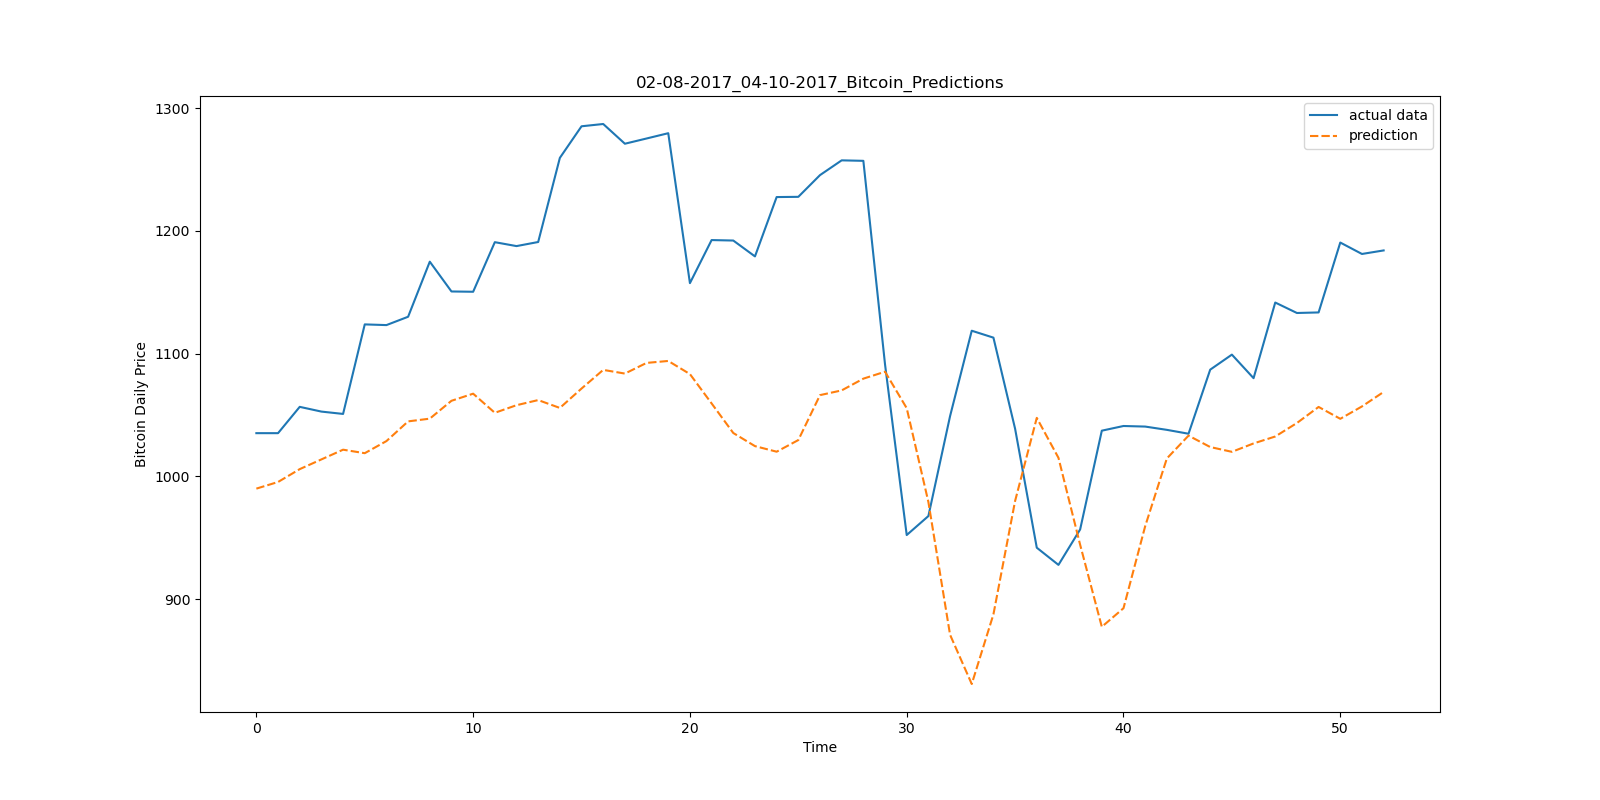 02-08-2017_04-10-2017_Bitcoin_Predictions
actual data
prediction
Bitcoin Daily Price
1300
1200
1100
1000
900
0 10 20 30 40 50
Time